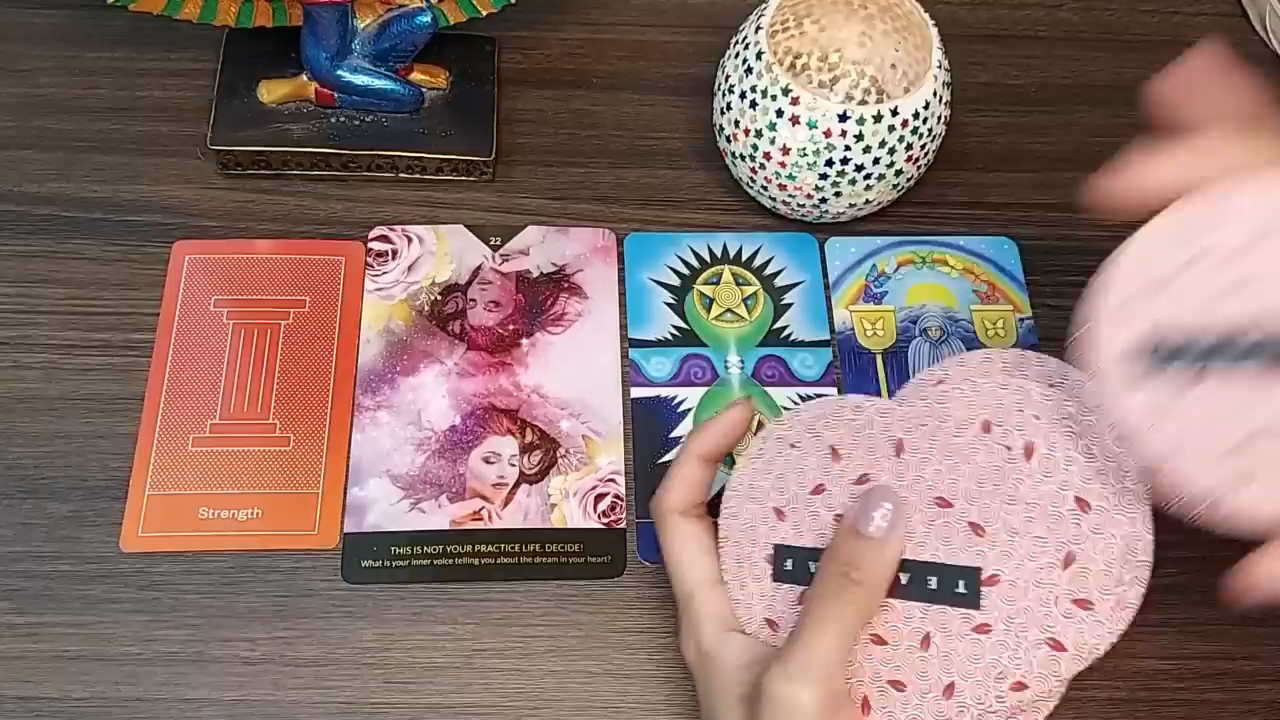 22
Strength
THIS IS NOT YOUR PRACTICE LIFE. DECIDE!
What is your inner voice telling you about the dream in your heart?